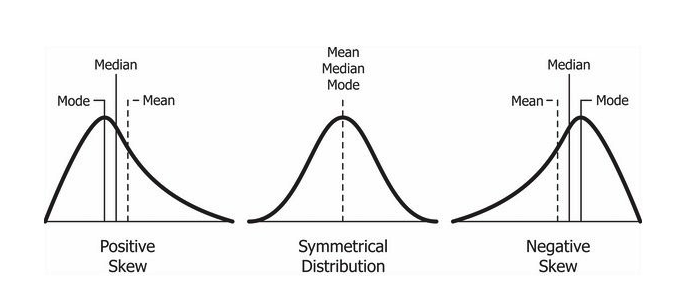 Median
Mode
Mean
Positive
Skew
Mean
Median
Mode
Symmetrical
Distribution
Median
Mean
Mode
Negative
Skew